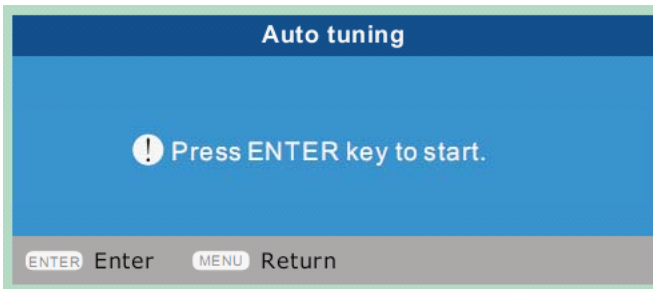 Auto tuning
! Press ENTER key to start.
ENTER Enter MENU Return